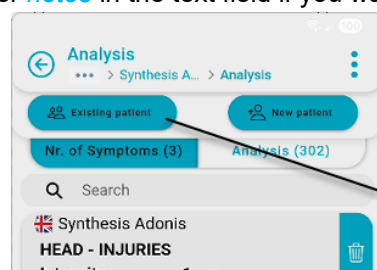 notes in the text field if you
100
Analysis
••• > Synthesis A... > Analysis
Existing patient
New patient
Nr. of Symptoms (3)
Analysis (302)
Search
Synthesis Adonis
HEAD - INJURIES